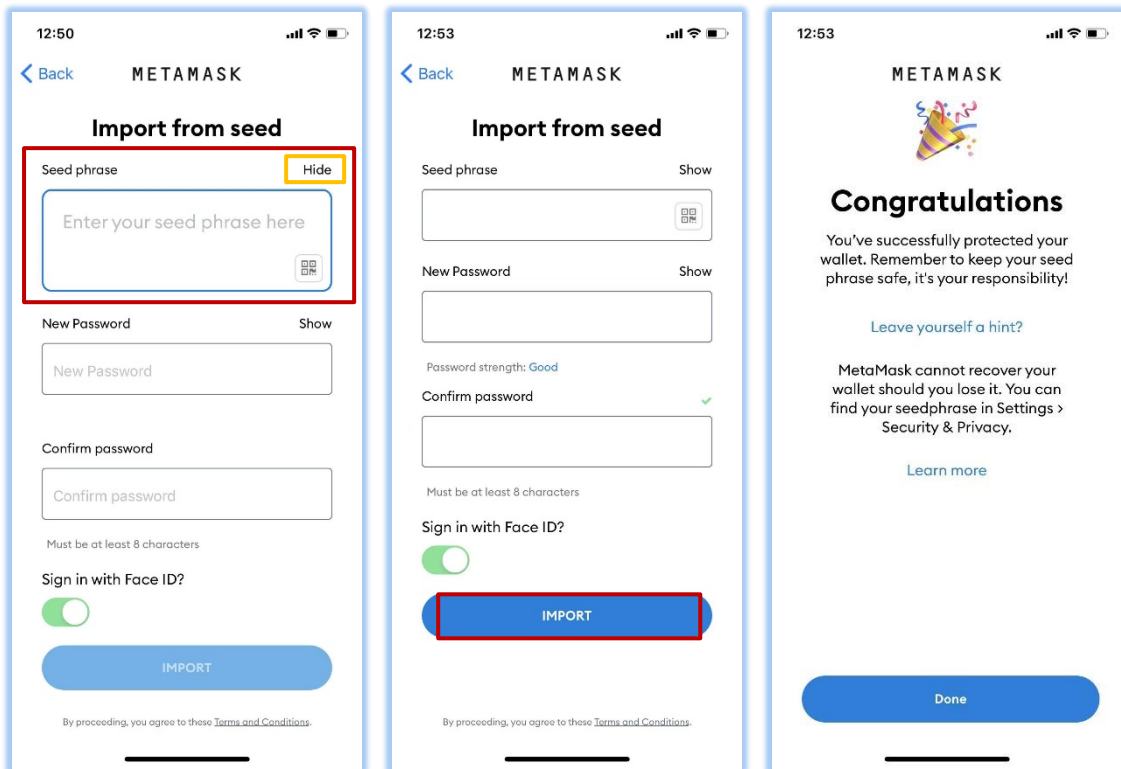 12:50
Back
METAMASK
Import from seed
Seed phrase
Hide
Enter your seed phrase here
New Password
Show
New Password
Confirm password
Confirm password
Must be at least 8 characters
Sign in with Face ID?
IMPORT
By proceeding, you agree to these Terms and Conditions.
12:53
Back
METAMASK
Import from seed
Seed phrase
Show
New Password
Show
Password strength: Good
Confirm password
Must be at least 8 characters
Sign in with Face ID?
IMPORT
By proceeding, you agree to these Terms and Conditions.
12:53
METAMASK
Congratulations
You've successfully protected your
wallet. Remember to keep your seed
phrase safe, it's your responsibility!
Leave yourself a hint?
MetaMask cannot recover your
wallet should you lose it. You can
find your seedphrase in Settings >
Security & Privacy.
Learn more
Done